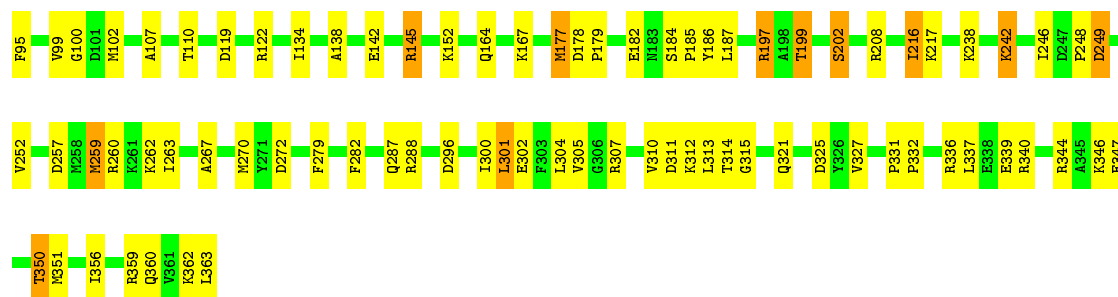 F95 V99 G100 D101 M102 A107 T110 D119 R122 I134 A138 E142 R145 K152 Q164 K167 M177 D178 P179 E182 N183 S184 P185 Y186 L187 R197 A198 T199 S202 R208 I216 K217 K238 K242 I246 D247 P248 D249
V252 D257 M258 M259 R260 K261 K262 I263 A267 M270 Y271 D272 F279 F282 Q287 R288 D296 I300 L301 E302 F303 L304 V305 G306 R307 V310 D311 K312 L313 T314 G315 Q321 D325 Y326 V327 P331 P332 R336 L337 E338 E339 R340 R344 A345 K346
T350 M351 I356 R359 Q360 V361 K362 L363